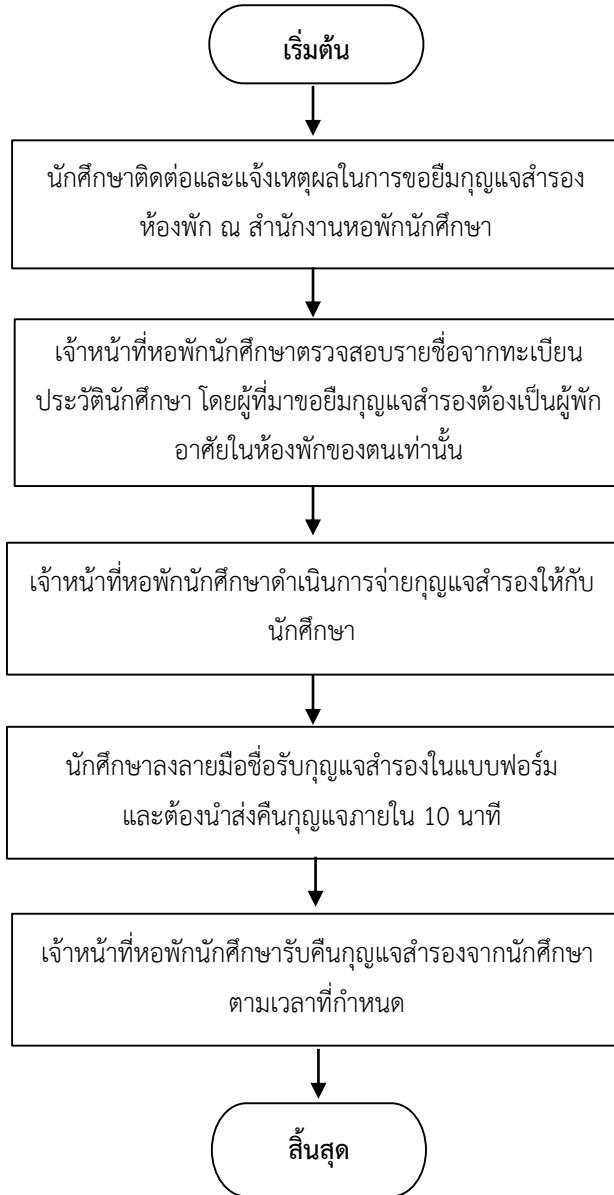 เริ่มต้น
นักศึกษาติดต่อและแจ้งเหตุผลในการขอยืมกุญแจสำรอง
ห้องพัก ณ สำนักงานหอพักนักศึกษา
เจ้าหน้าที่หอพักนักศึกษาตรวจสอบรายชื่อจากทะเบียน
ประวัตินักศึกษา โดยผู้ที่มาขอยืมกุญแจสำรองต้องเป็นผู้พัก
อาศัยในห้องพักของตนเท่านั้น
เจ้าหน้าที่หอพักนักศึกษาดำเนินการจ่ายกุญแจสำรองให้กับ
นักศึกษา
นักศึกษาลงลายมือชื่อรับกุญแจสำรองในแบบฟอร์ม
และต้องนำส่งคืนกุญแจภายใน 10 นาที
เจ้าหน้าที่หอพักนักศึกษารับคืนกุญแจสำรองจากนักศึกษา
ตามเวลาที่กำหนด
สิ้นสุด